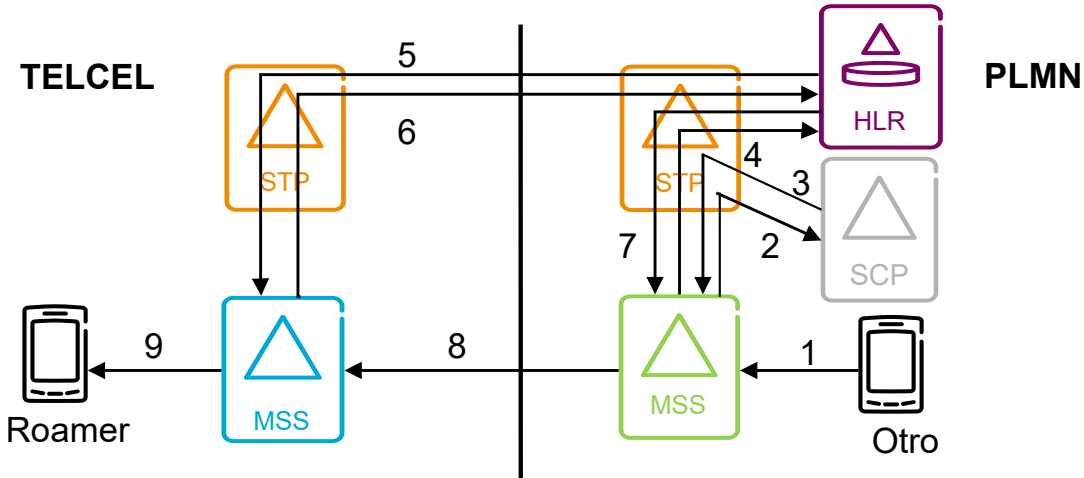 TELCEL
PLMN
5
6
HLR
STP
STP
4
3
2
7
SCP
9
8
1
MSS
MSS
Roamer
Otro